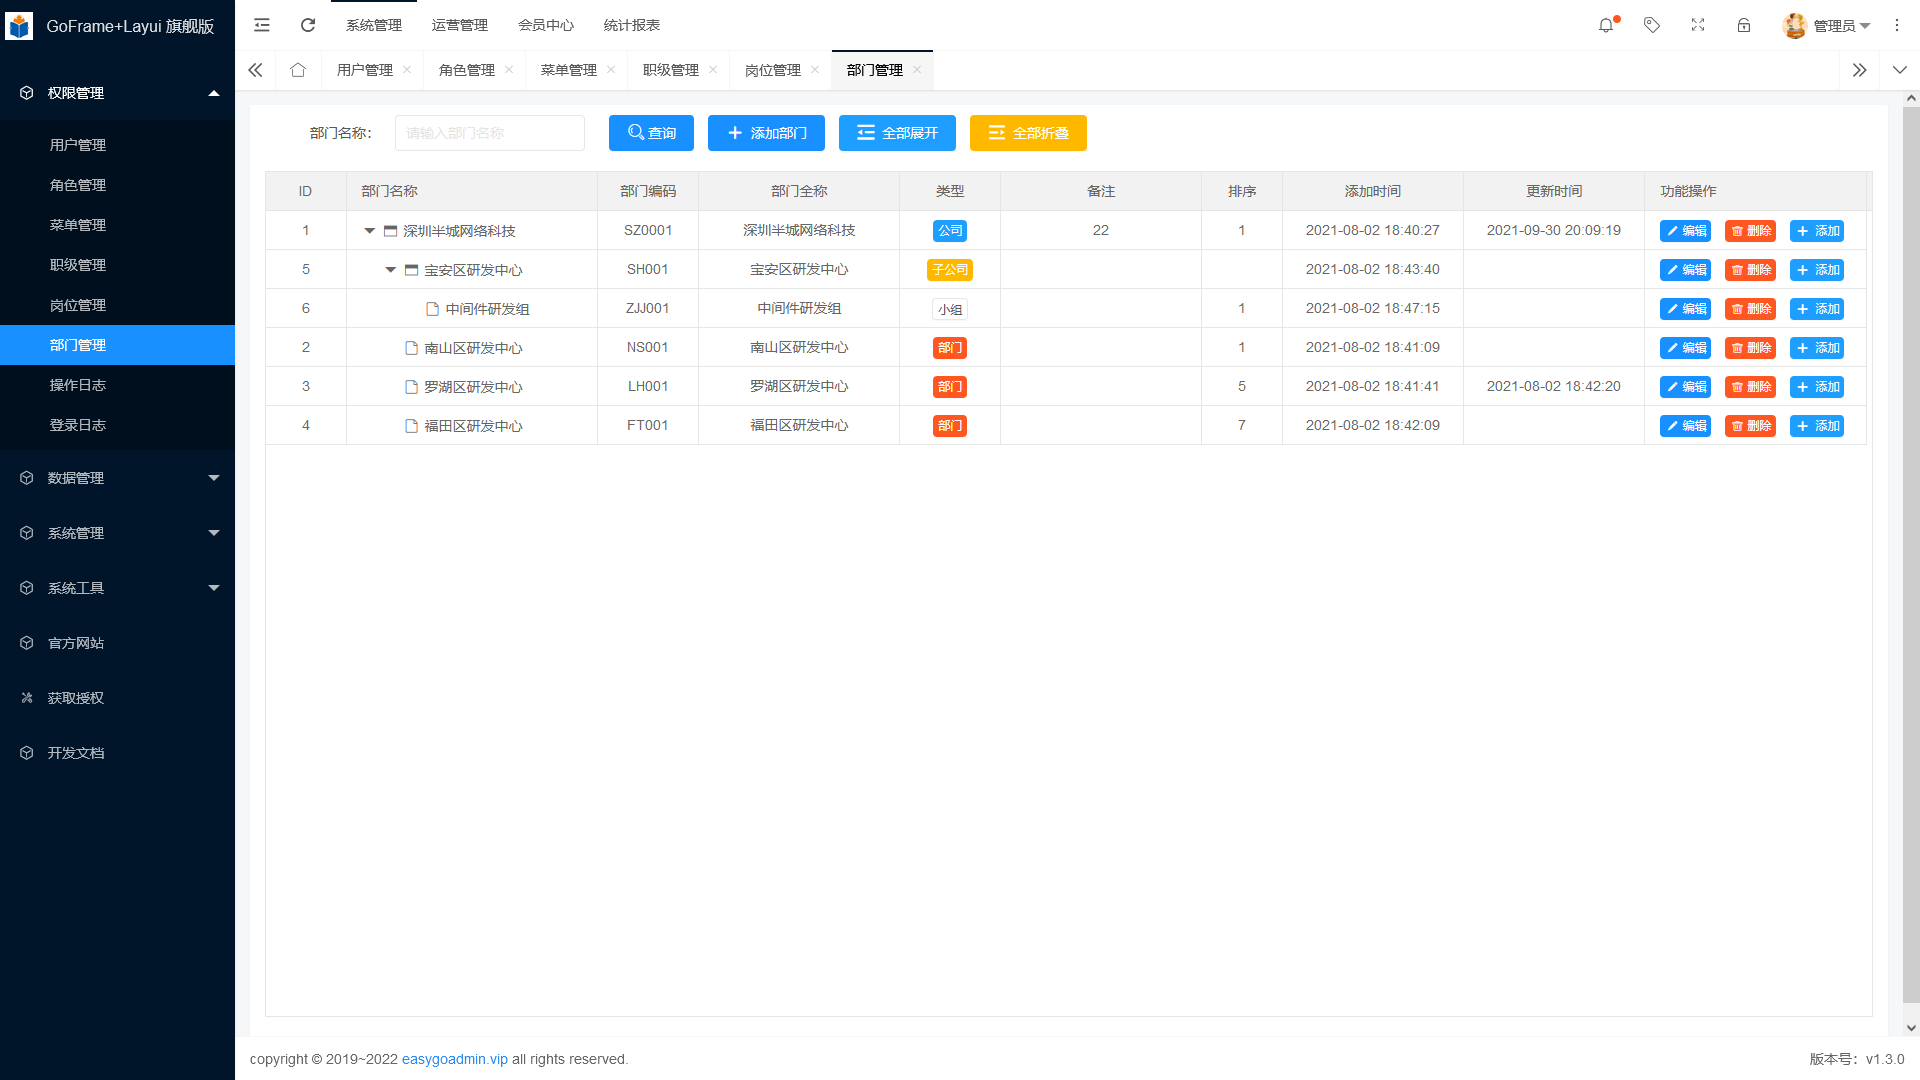 GoFrame+Layui 旗舰版
系统管理 运营管理 会员中心 统计报表 管理员
用户管理 角色管理 菜单管理 职级管理 岗位管理 部门管理
权限管理
用户管理
角色管理
菜单管理
职级管理
岗位管理
部门管理
操作日志
登录日志
数据管理
系统管理
系统工具
官方网站
获取授权
开发文档
部门名称： 请输入部门名称 查询 添加部门 全部展开 全部折叠
ID 部门名称 部门编码 部门全称 类型 备注 排序 添加时间 更新时间 功能操作
1 深圳半城网络科技 SZ0001 深圳半城网络科技 公司 22 1 2021-08-02 18:40:27 2021-09-30 20:09:19 编辑 删除 添加
5 宝安区研发中心 SH001 宝安区研发中心 子公司 2021-08-02 18:43:40 编辑 删除 添加
6 中间件研发组 ZJJ001 中间件研发组 小组 1 2021-08-02 18:47:15 编辑 删除 添加
2 南山区研发中心 NS001 南山区研发中心 部门 1 2021-08-02 18:41:09 编辑 删除 添加
3 罗湖区研发中心 LH001 罗湖区研发中心 部门 5 2021-08-02 18:41:41 2021-08-02 18:42:20 编辑 删除 添加
4 福田区研发中心 FT001 福田区研发中心 部门 7 2021-08-02 18:42:09 编辑 删除 添加
copyright © 2019~2022 easygoadmin.vip all rights reserved. 版本号：v1.3.0